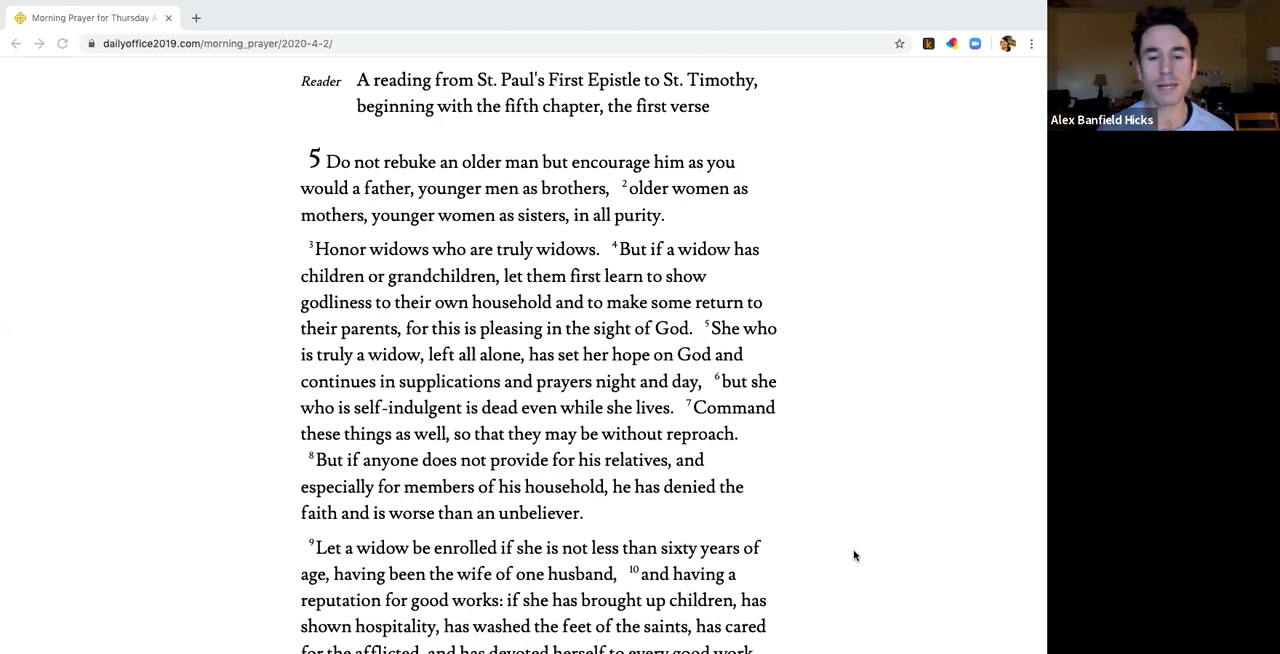 Morning Prayer for Thursday A
dailyoffice2019.com/morning_prayer/2020-4-2/
Alex Banfield Hicks
Reader A reading from St. Paul's First Epistle to St. Timothy,
beginning with the fifth chapter, the first verse
5 Do not rebuke an older man but encourage him as you
would a father, younger men as brothers, 2 older women as
mothers, younger women as sisters, in all purity.
3 Honor widows who are truly widows. 4 But if a widow has
children or grandchildren, let them first learn to show
godliness to their own household and to make some return to
their parents, for this is pleasing in the sight of God. 5 She who
is truly a widow, left all alone, has set her hope on God and
continues in supplications and prayers night and day, 6 but she
who is self-indulgent is dead even while she lives. 7 Command
these things as well, so that they may be without reproach.
8 But if anyone does not provide for his relatives, and
especially for members of his household, he has denied the
faith and is worse than an unbeliever.
9 Let a widow be enrolled if she is not less than sixty years of
age, having been the wife of one husband, 10 and having a
reputation for good works: if she has brought up children, has
shown hospitality, has washed the feet of the saints, has cared
for the afflicted, and has devoted herself to every good work.